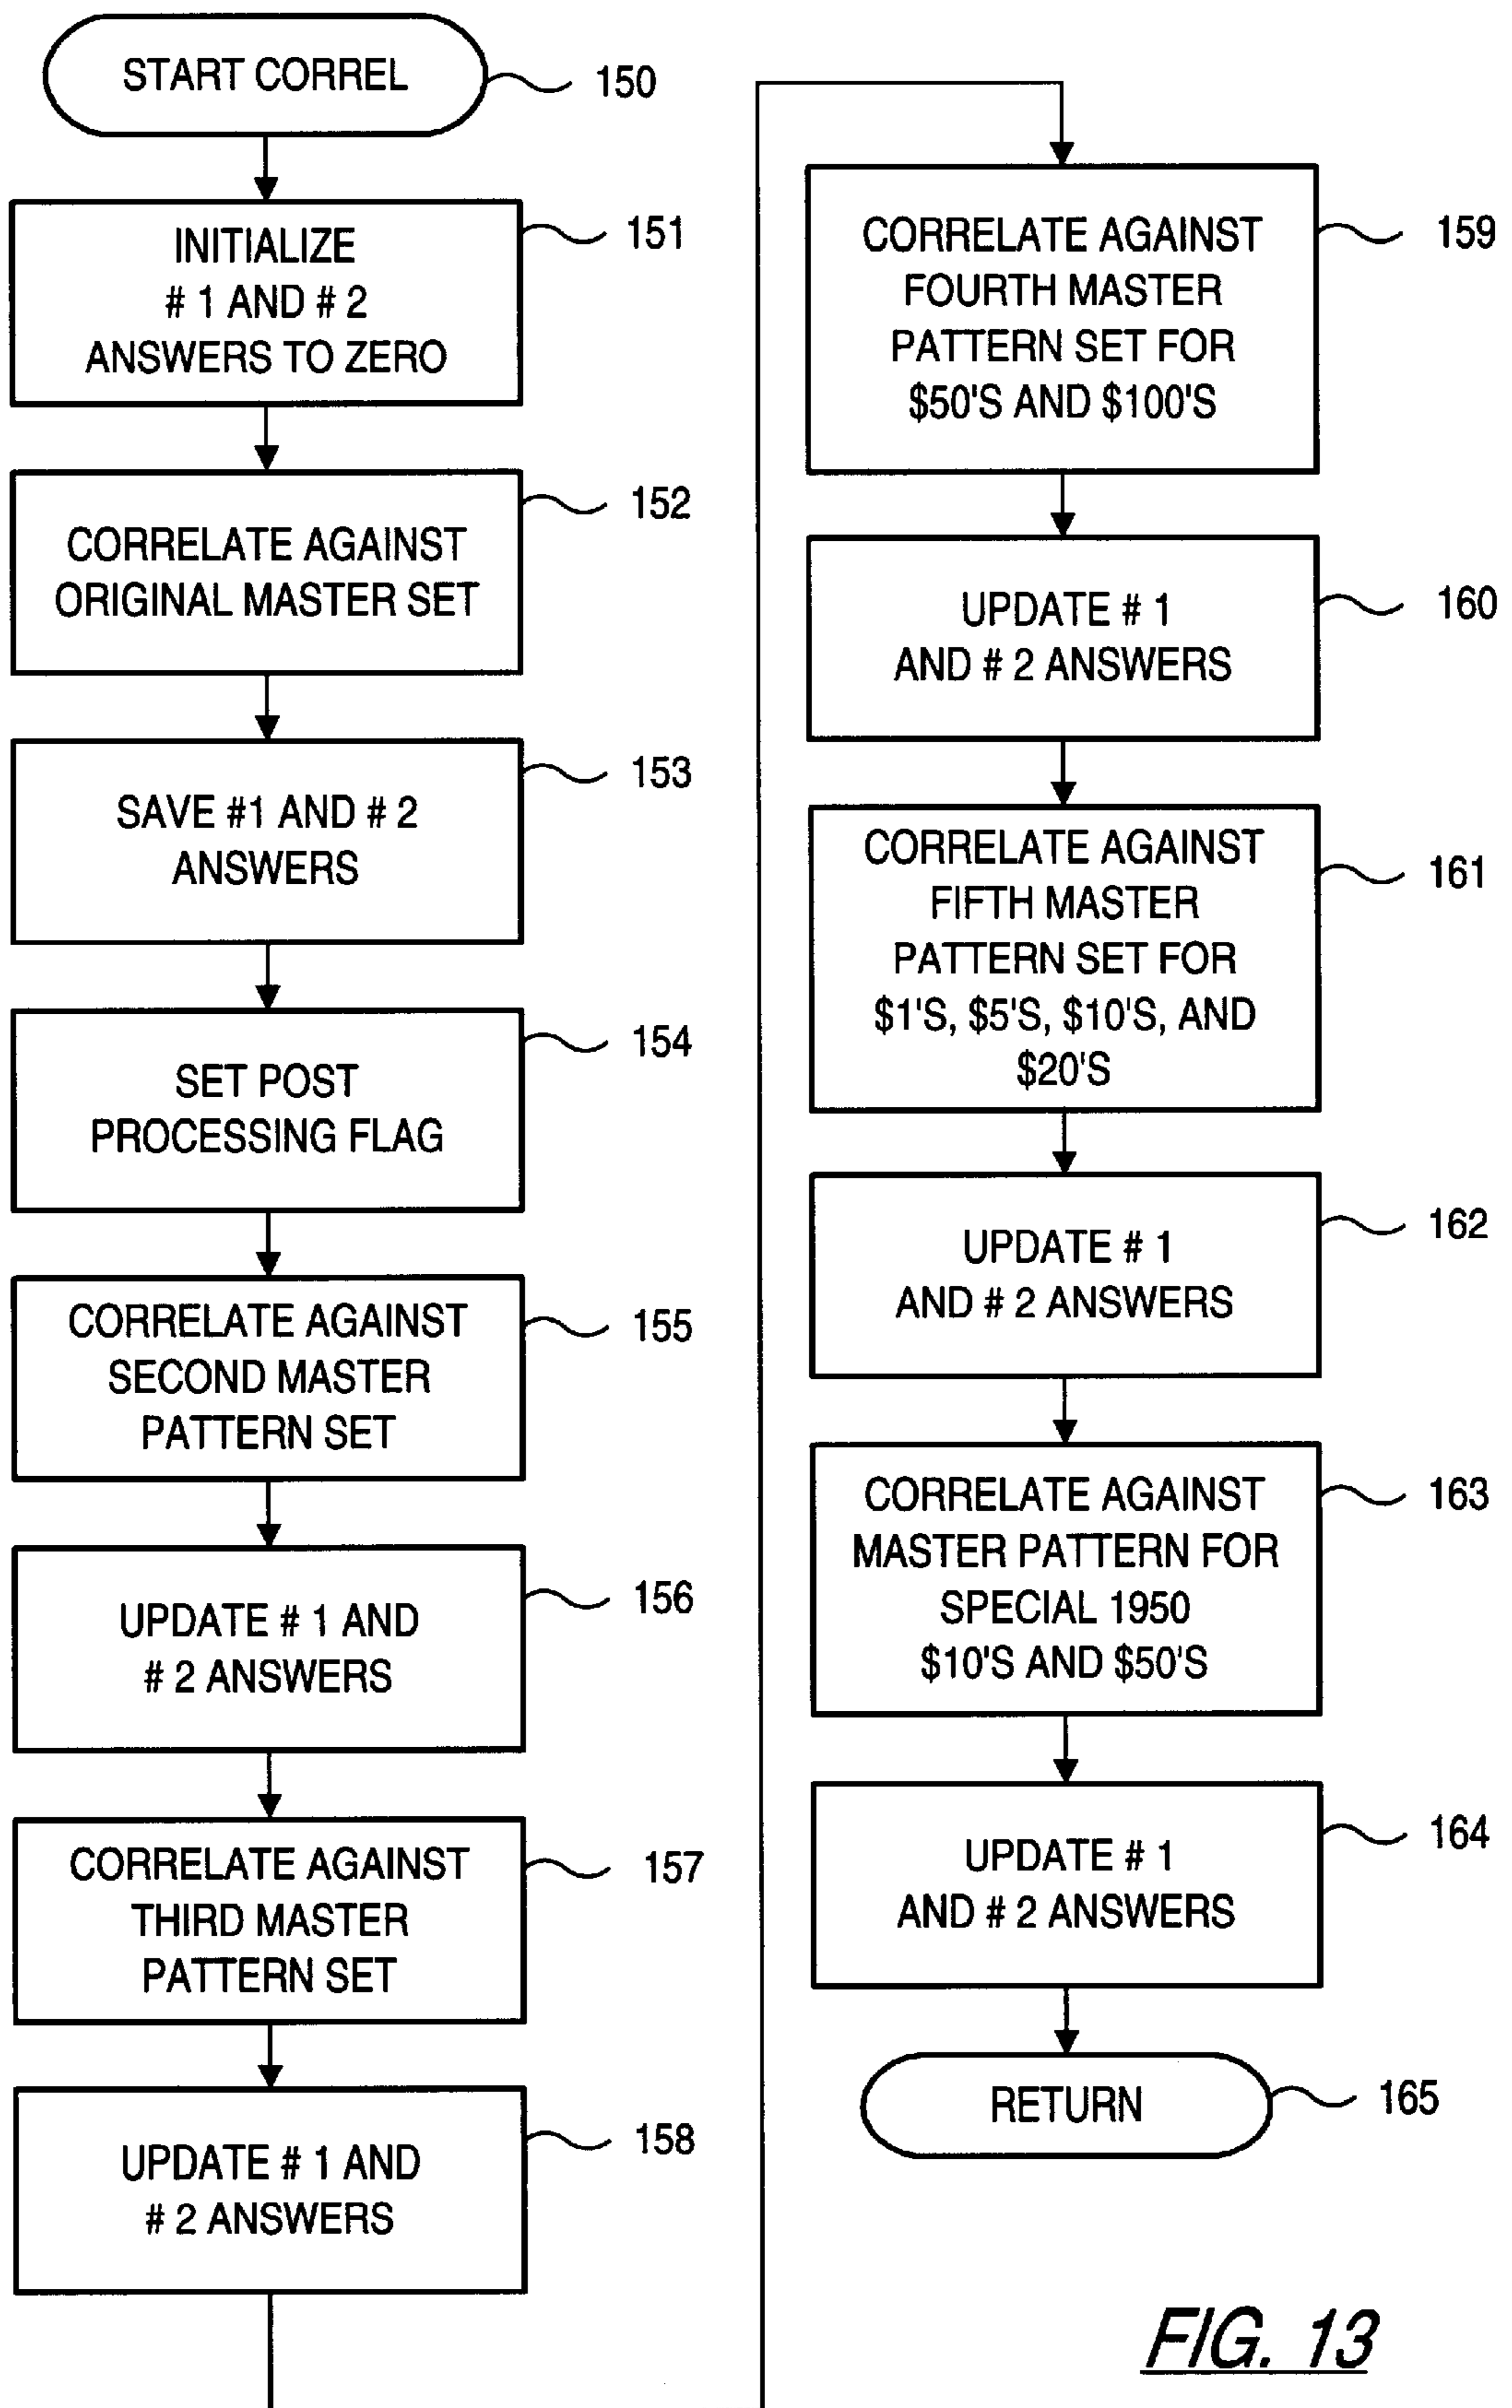 START CORREL
150
INITIALIZE
# 1 AND # 2
ANSWERS TO ZERO
151
CORRELATE AGAINST
ORIGINAL MASTER SET
152
SAVE #1 AND # 2
ANSWERS
153
SET POST
PROCESSING FLAG
154
CORRELATE AGAINST
SECOND MASTER
PATTERN SET
155
UPDATE # 1 AND
# 2 ANSWERS
156
CORRELATE AGAINST
THIRD MASTER
PATTERN SET
157
UPDATE # 1 AND
# 2 ANSWERS
158
CORRELATE AGAINST
FOURTH MASTER
PATTERN SET FOR
$50'S AND $100'S
159
UPDATE # 1
AND # 2 ANSWERS
160
CORRELATE AGAINST
FIFTH MASTER
PATTERN SET FOR
$1'S, $5'S, $10'S, AND
$20'S
161
UPDATE # 1
AND # 2 ANSWERS
162
CORRELATE AGAINST
MASTER PATTERN FOR
SPECIAL 1950
$10'S AND $50'S
163
UPDATE # 1
AND # 2 ANSWERS
164
RETURN
165
FIG. 13